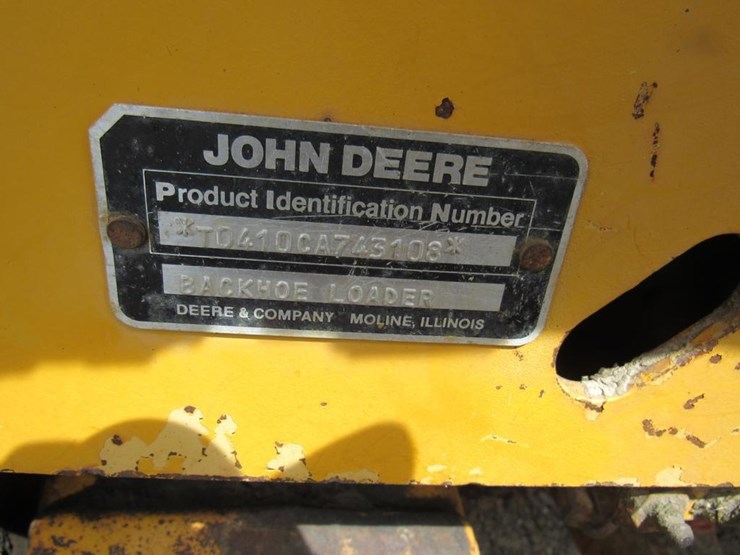 JOHN DEERE
Product Identification Number
*T0410CA743108*
BACKHOE LOADER
DEERE & COMPANY MOLINE, ILLINOIS